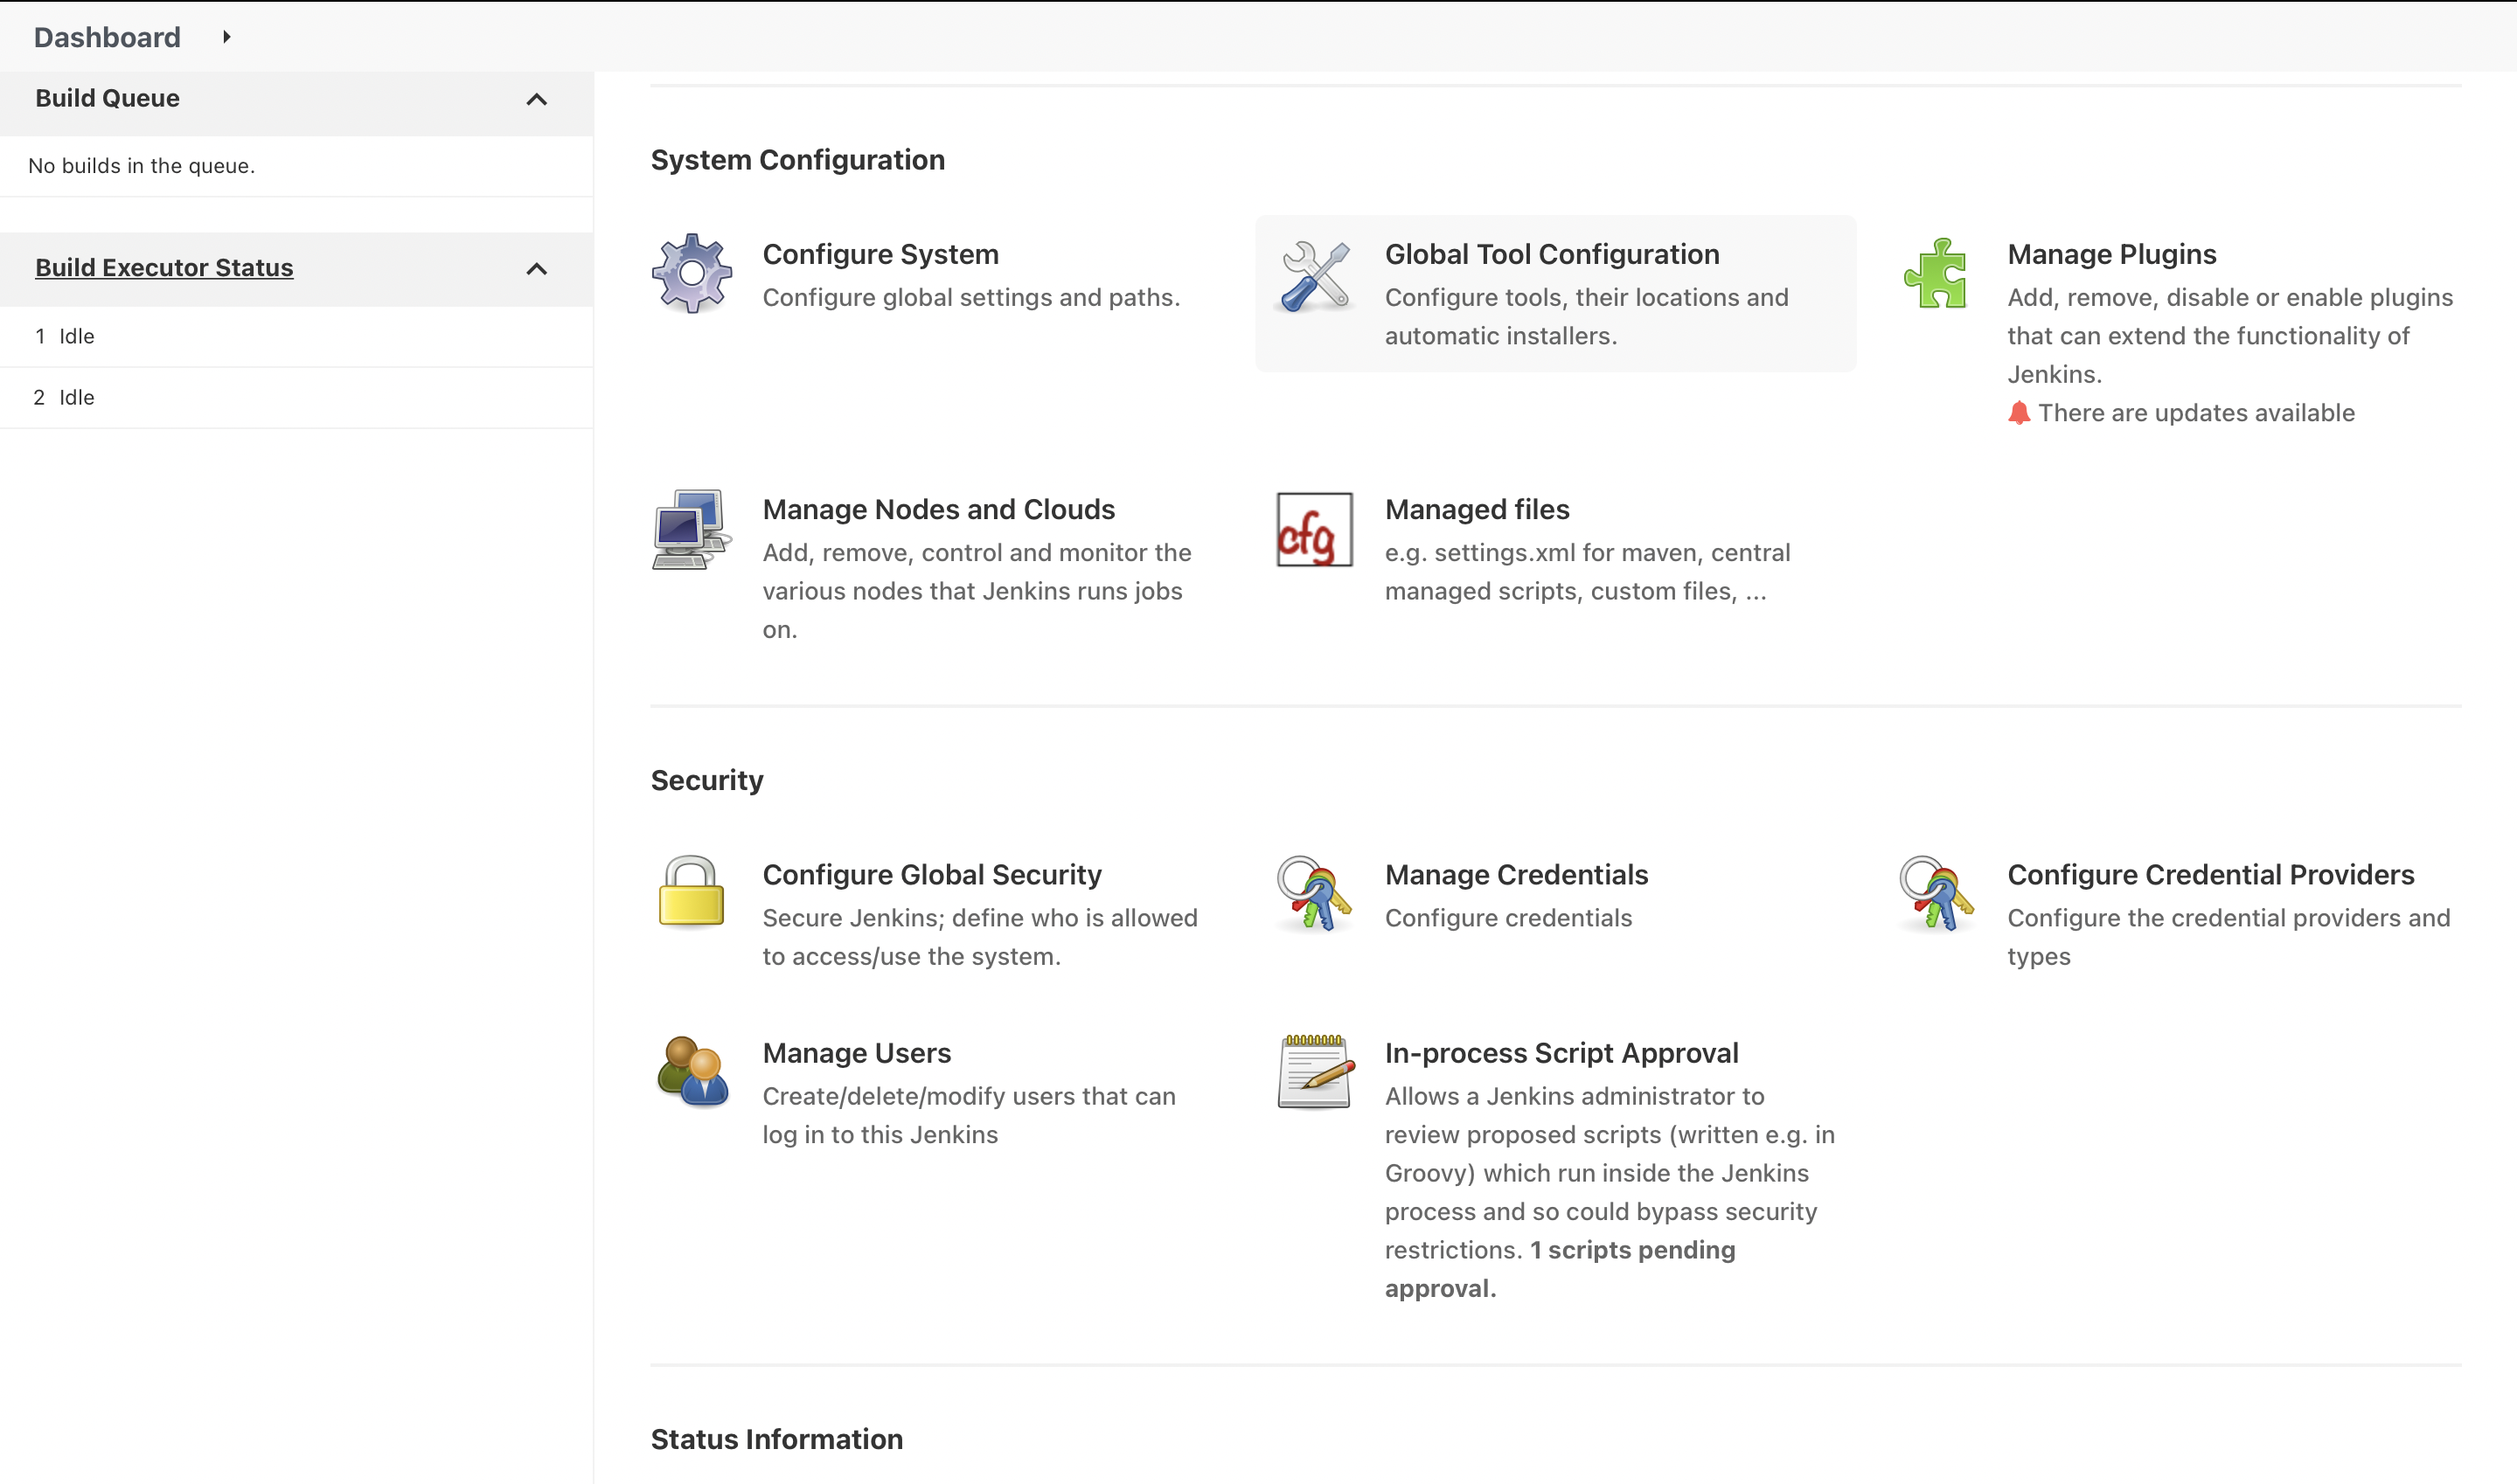 Dashboard
Build Queue
No builds in the queue.
Build Executor Status
1 Idle
2 Idle
System Configuration
Configure System
Configure global settings and paths.
Global Tool Configuration
Configure tools, their locations and
automatic installers.
Manage Plugins
Add, remove, disable or enable plugins
that can extend the functionality of
Jenkins.
There are updates available
Manage Nodes and Clouds
Add, remove, control and monitor the
various nodes that Jenkins runs jobs
on.
cfg
Managed files
e.g. settings.xml for maven, central
managed scripts, custom files, ...
Security
Configure Global Security
Secure Jenkins; define who is allowed
to access/use the system.
Manage Credentials
Configure credentials
Configure Credential Providers
Configure the credential providers and
types
Manage Users
Create/delete/modify users that can
log in to this Jenkins
In-process Script Approval
Allows a Jenkins administrator to
review proposed scripts (written e.g. in
Groovy) which run inside the Jenkins
process and so could bypass security
restrictions. 1 scripts pending
approval.
Status Information